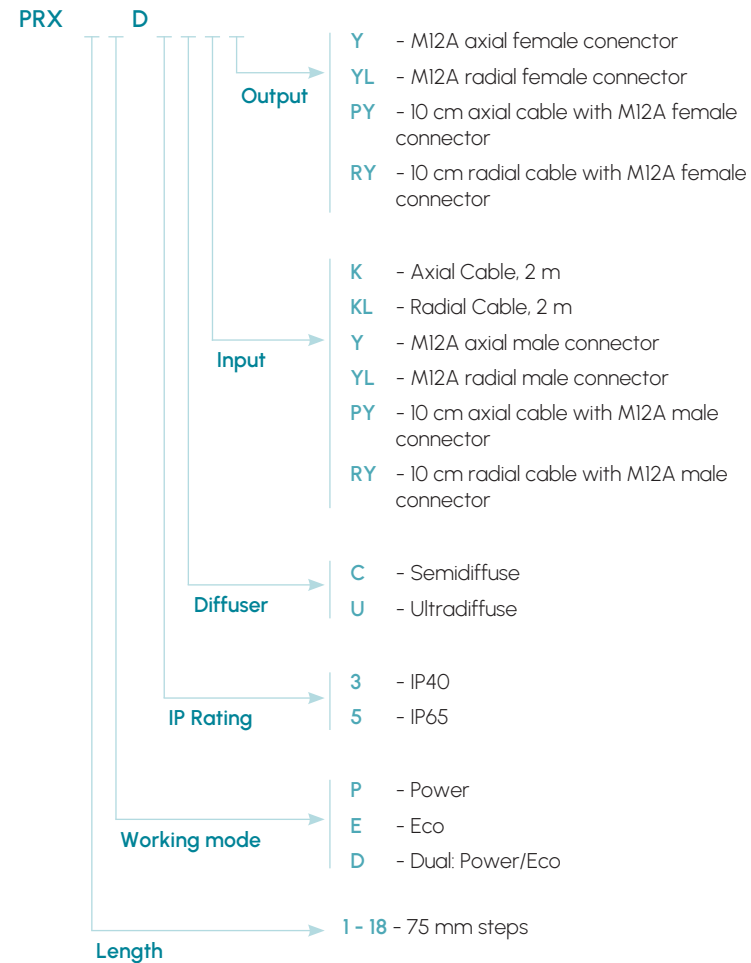 PRX D
Output
Y - M12A axial female conenctor
YL - M12A radial female connector
PY - 10 cm axial cable with M12A female
connector
RY - 10 cm radial cable with M12A female
connector
Input
K - Axial Cable, 2 m
KL - Radial Cable, 2 m
Y - M12A axial male connector
YL - M12A radial male connector
PY - 10 cm axial cable with M12A male
connector
RY - 10 cm radial cable with M12A male
connector
Diffuser
C - Semidiffuse
U - Ultradiffuse
IP Rating
3 - IP40
5 - IP65
Working mode
P - Power
E - Eco
D - Dual: Power/Eco
Length
1 - 18 - 75 mm steps